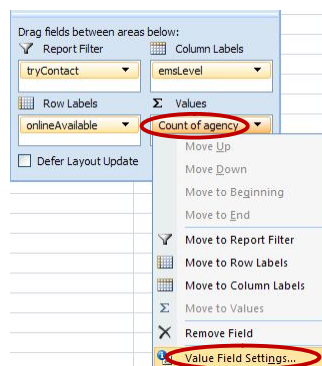 Drag fields between areas below:
Report Filter
Column Labels
tryContact
emsLevel
Row Labels
Σ Values
onlineAvailable
Count of agency
Defer Layout Update
Move Up
Move Down
Move to Beginning
Move to End
Move to Report Filter
Move to Row Labels
Move to Column Labels
Σ Move to Values
Remove Field
Value Field Settings...